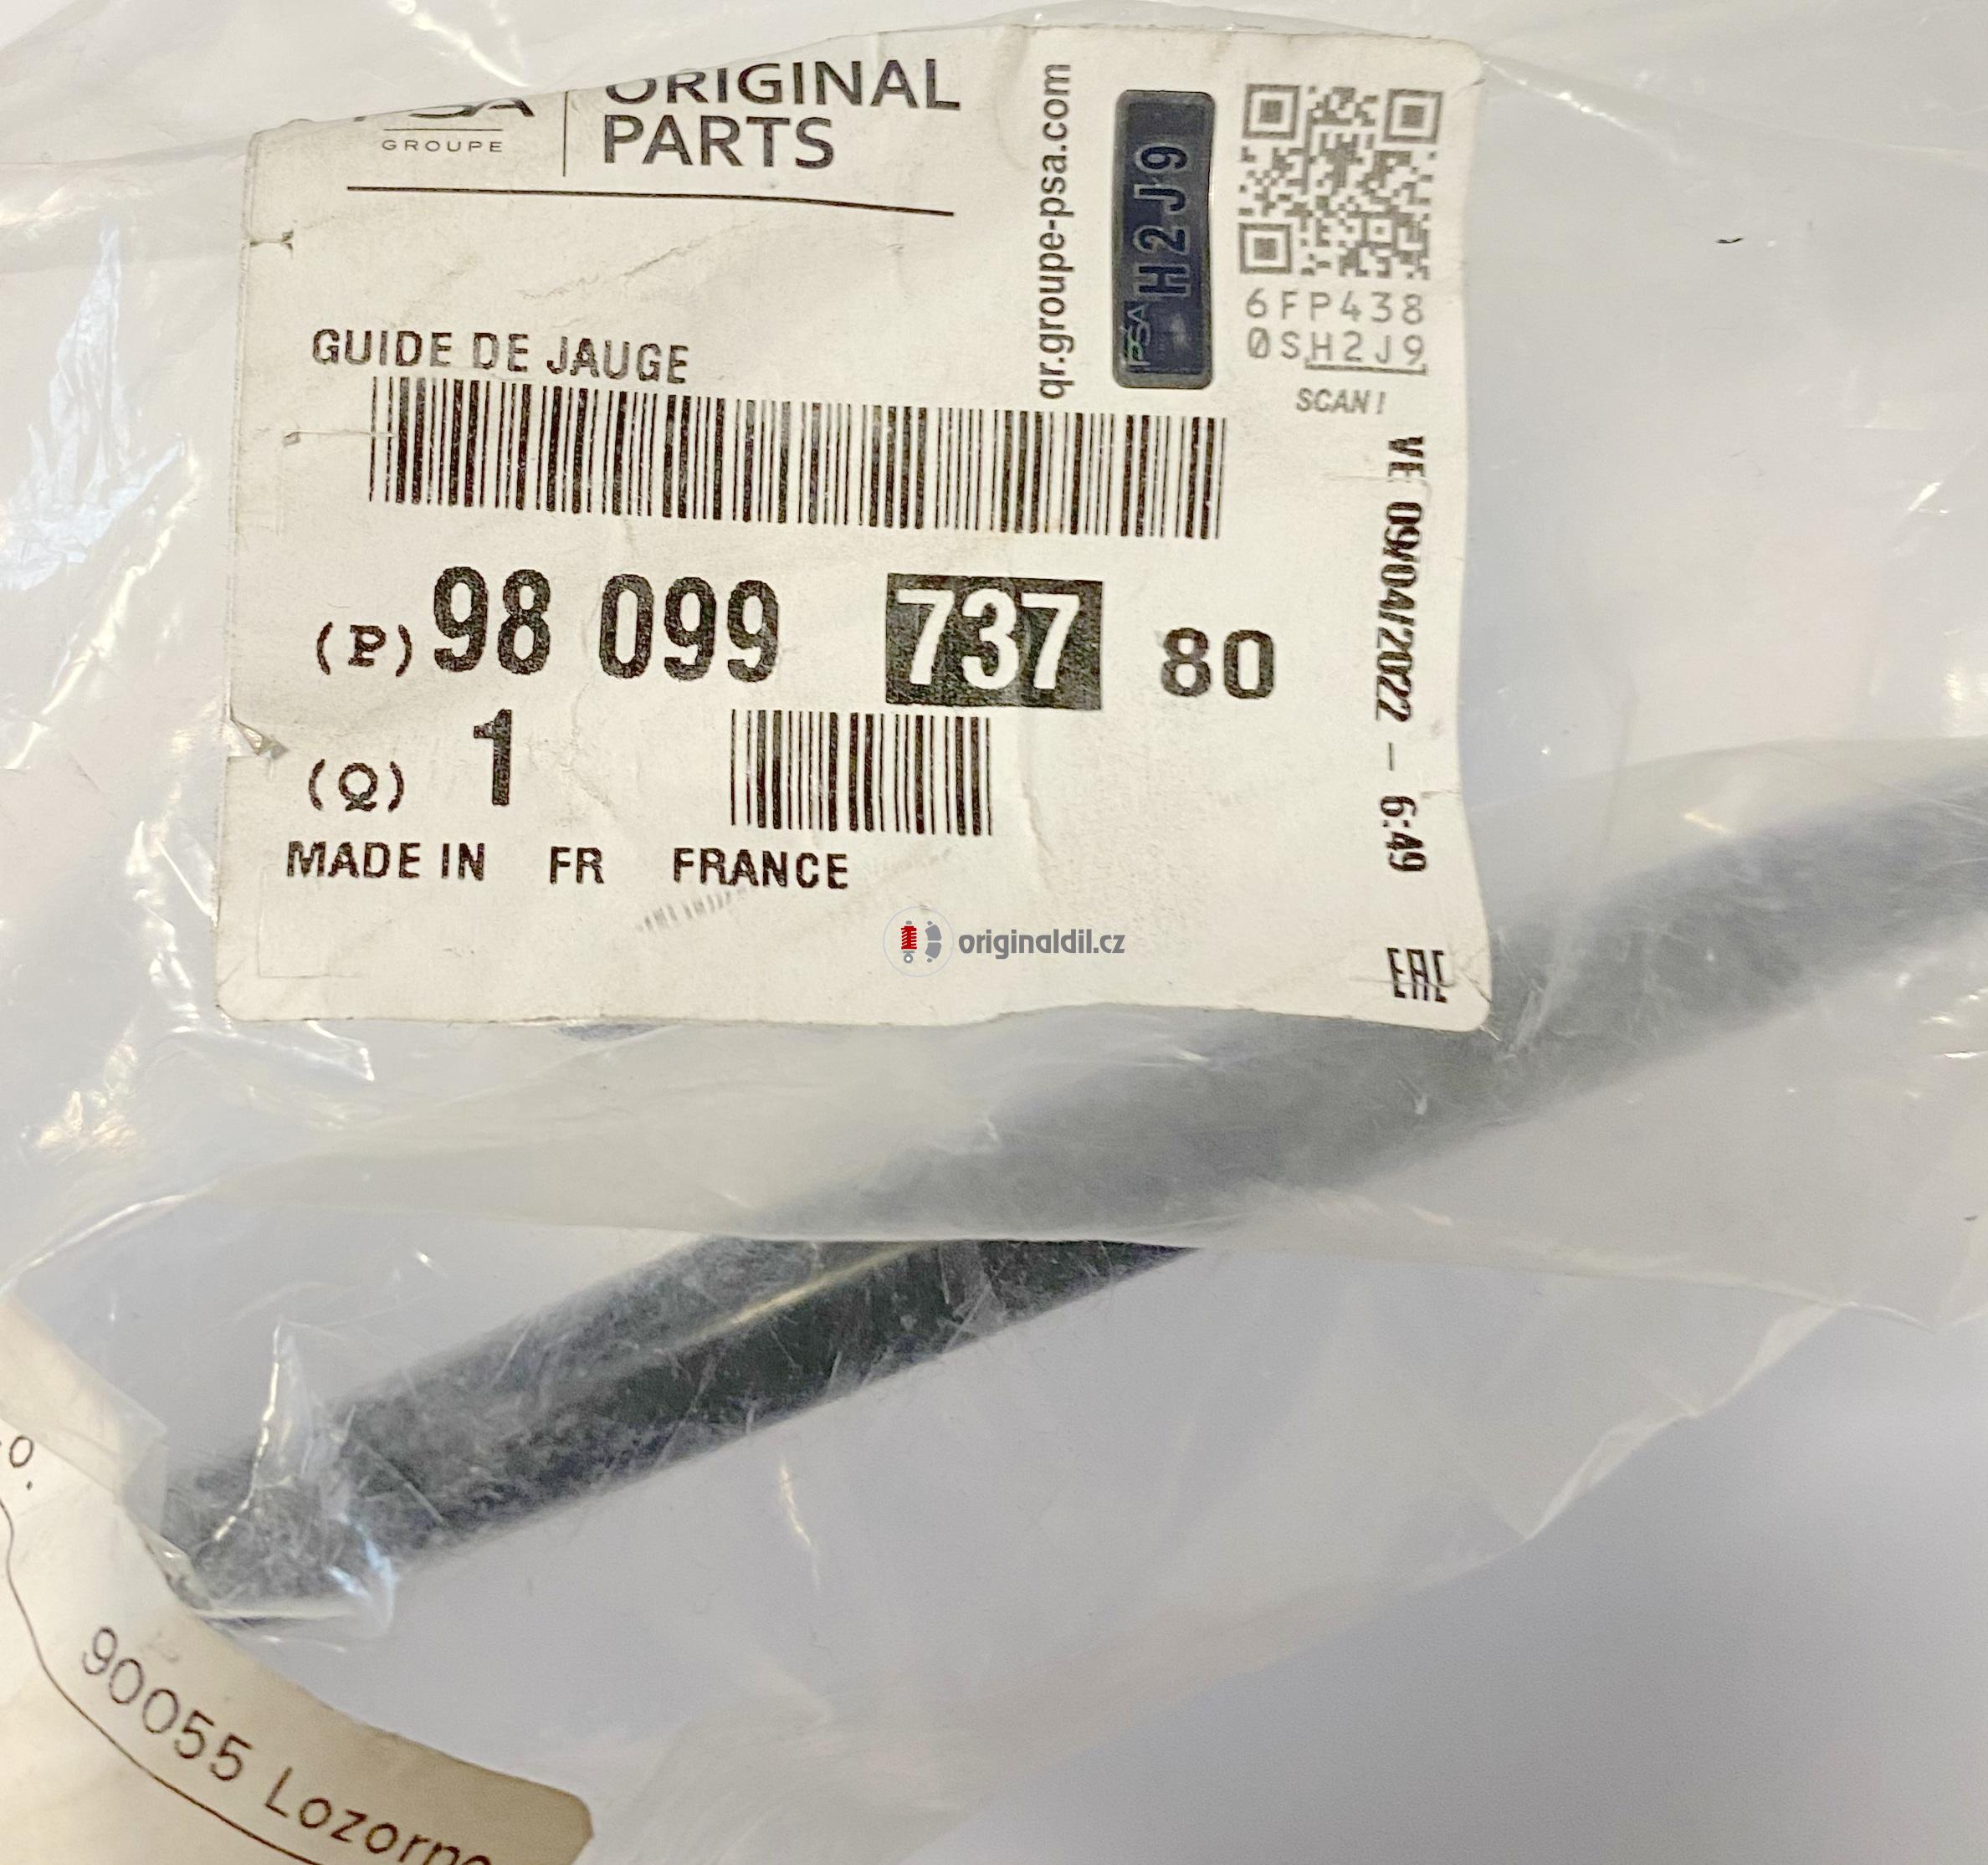 PSA
GROUPE
ORIGINAL
PARTS
qr.groupe-psa.com
PSA H2J9
6FP438
0SH2J9
SCAN!
GUIDE DE JAUGE
(P) 98 099 737 80
(Q) 1
MADE IN FR FRANCE
VE 09/04/2022 - 6:49
EAC
originaldil.cz
90055 Lozorno